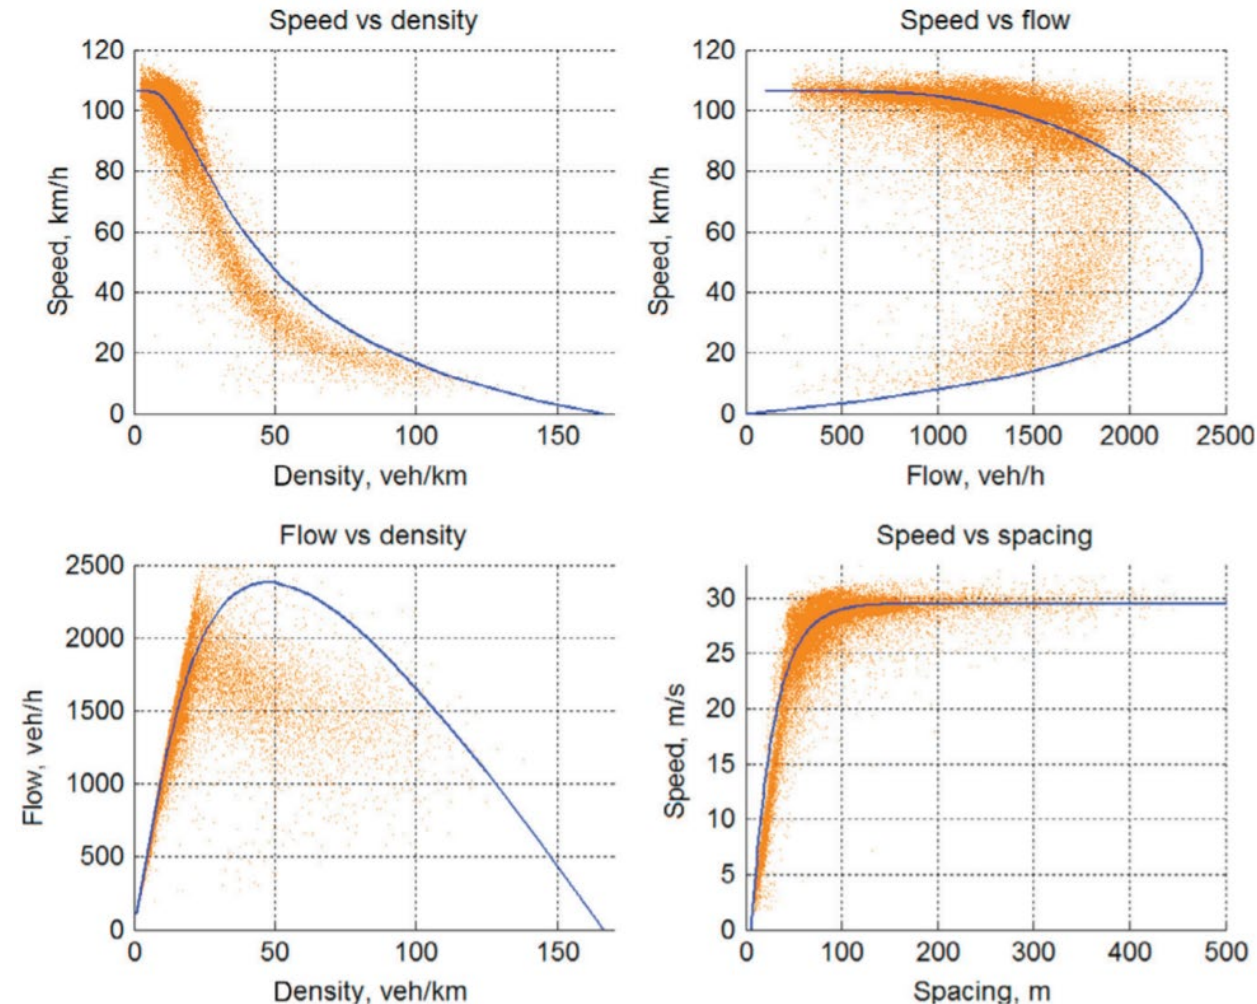 Speed vs density
120
100
80
60
40
20
0
Speed, km/h
0 50 100 150
Density, veh/km
Speed vs flow
120
100
80
60
40
20
0
Speed, km/h
0 500 1000 1500 2000 2500
Flow, veh/h
Flow vs density
2500
2000
1500
1000
500
0
Flow, veh/h
0 50 100 150
Density, veh/km
Speed vs spacing
30
25
20
15
10
5
0
Speed, m/s
0 100 200 300 400 500
Spacing, m